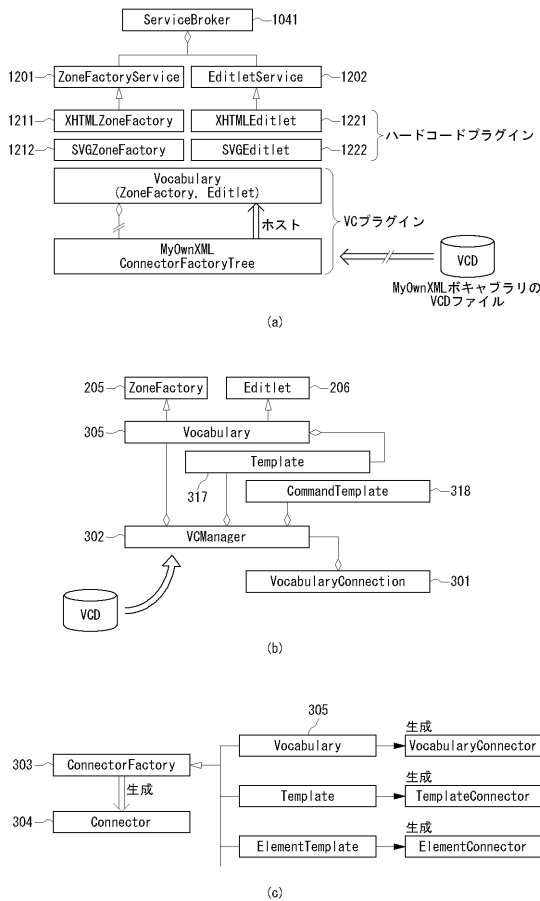 ServiceBroker 1041
1201 ZoneFactoryService EditletService 1202
1211 XHTMLZoneFactory XHTMLEditlet 1221
ハードコードプラグイン
1212 SVGZoneFactory SVGEditlet 1222
Vocabulary
(ZoneFactory, Editlet)
ホスト
VCプラグイン
MyOwnXML
ConnectorFactoryTree
VCD
MyOwnXMLボキャブラリの
VCDファイル
(a)
205 ZoneFactory Editlet 206
305 Vocabulary
Template
317
CommandTemplate 318
302 VCManager
VCD
VocabularyConnection 301
(b)
305
生成
Vocabulary VocabularyConnector
303 ConnectorFactory
生成
生成
Template TemplateConnector
304 Connector
生成
ElementTemplate ElementConnector
(c)